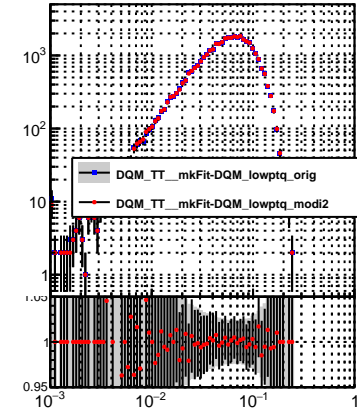 10³
10²
DQM_TT__mkFit-DQM_lowptq_orig
10
DQM_TT__mkFit-DQM_lowptq_modi2
1
1.05
1
0.95
10⁻³ 10⁻² 10⁻¹ 1